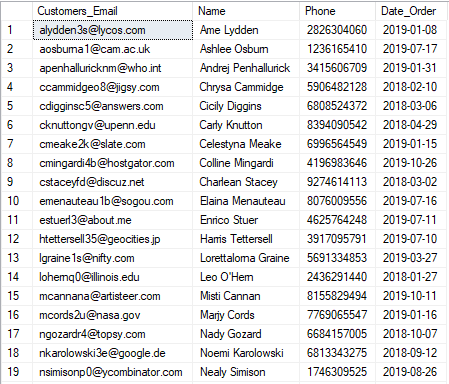 Customers_Email Name Phone Date_Order
1 alydden3s@lycos.com Ame Lydden 2826304060 2019-01-08
2 aosburna1@cam.ac.uk Ashlee Osburn 1236165410 2019-07-17
3 apenhalluricknm@who.int Andrej Penhallurick 3415606709 2019-01-31
4 ccammidgeo8@jigsy.com Chrysa Cammidge 5906482128 2018-02-10
5 cdigginsc5@answers.com Cicily Diggins 6808524372 2018-03-06
6 cknuttongv@upenn.edu Carly Knutton 8394090542 2018-04-29
7 cmeake2k@slate.com Celestyna Meake 6996564549 2019-01-15
8 cmingardi4b@hostgator.com Colline Mingardi 4196983646 2019-10-26
9 cstaceyfd@discuz.net Charlean Stacey 9274614113 2018-03-02
10 emenauteau1b@sogou.com Elaina Menauteau 8076009556 2019-07-16
11 estuerl3@about.me Enrico Stuer 4625764248 2019-07-11
12 htettersell35@geocities.jp Harris Tettersell 3917095791 2019-07-10
13 lgraine1s@nifty.com Lorettalorna Graine 5691334853 2019-03-27
14 lohernq0@illinois.edu Leo O'Hern 2436291440 2018-01-27
15 mcannana@artisteer.com Misti Cannan 8155829494 2019-10-11
16 mcords2u@nasa.gov Marjy Cords 7769065547 2019-01-16
17 ngozardr4@topsy.com Nady Gozard 6684157005 2018-10-07
18 nkarolowski3e@google.de Noemi Karolowski 6813343275 2018-09-12
19 nsimisonp0@ycombinator.com Nealy Simison 1746309525 2019-08-26